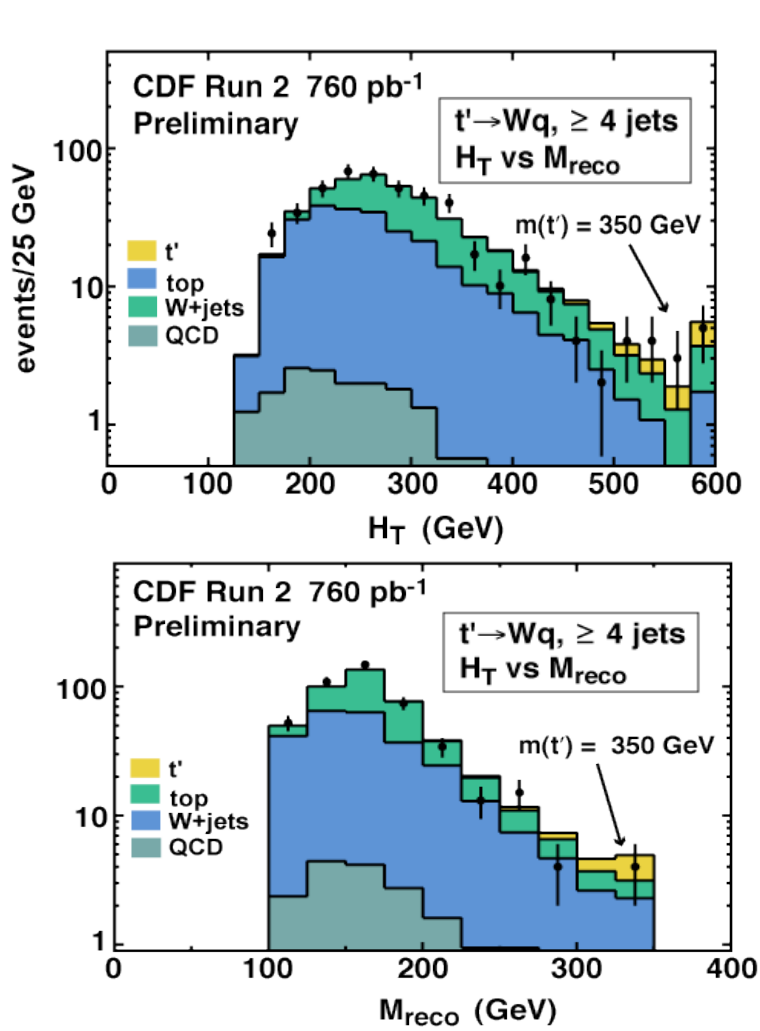 CDF Run 2 760 pb-1
Preliminary
t'→Wq, ≥ 4 jets
HT vs Mreco
m(t′) = 350 GeV
t'
top
W+jets
QCD
events/25 GeV
100
10
1
0 100 200 300 400 500 600
HT (GeV)
CDF Run 2 760 pb-1
Preliminary
t'→Wq, ≥ 4 jets
HT vs Mreco
m(t′) = 350 GeV
t'
top
W+jets
QCD
100
10
1
0 100 200 300 400
Mreco (GeV)